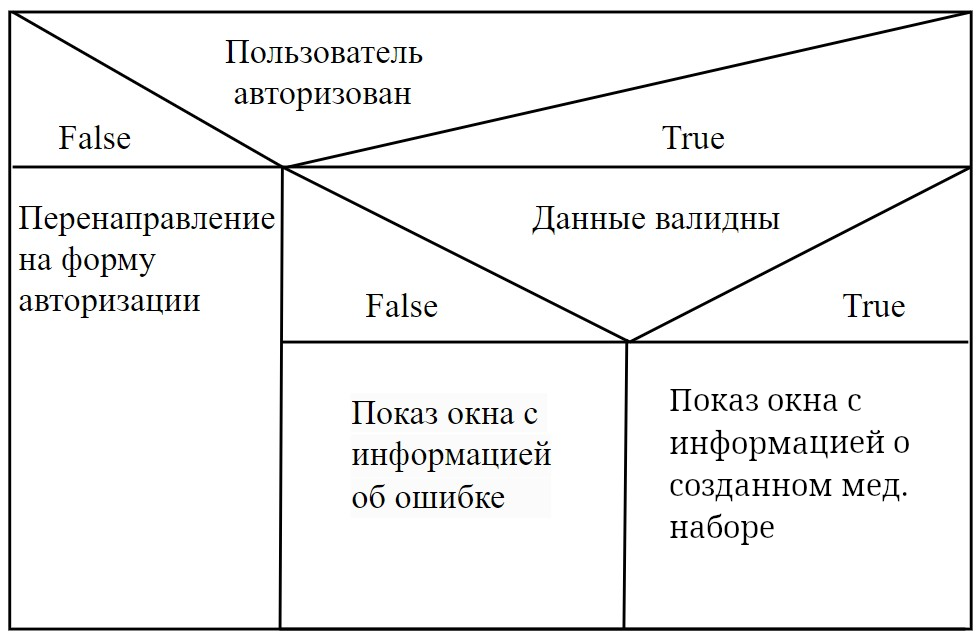 Пользователь
авторизован
False
True
Перенаправление
на форму
авторизации
Данные валидны
False
True
Показ окна с
информацией
об ошибке
Показ окна с
информацией о
созданном мед.
наборе